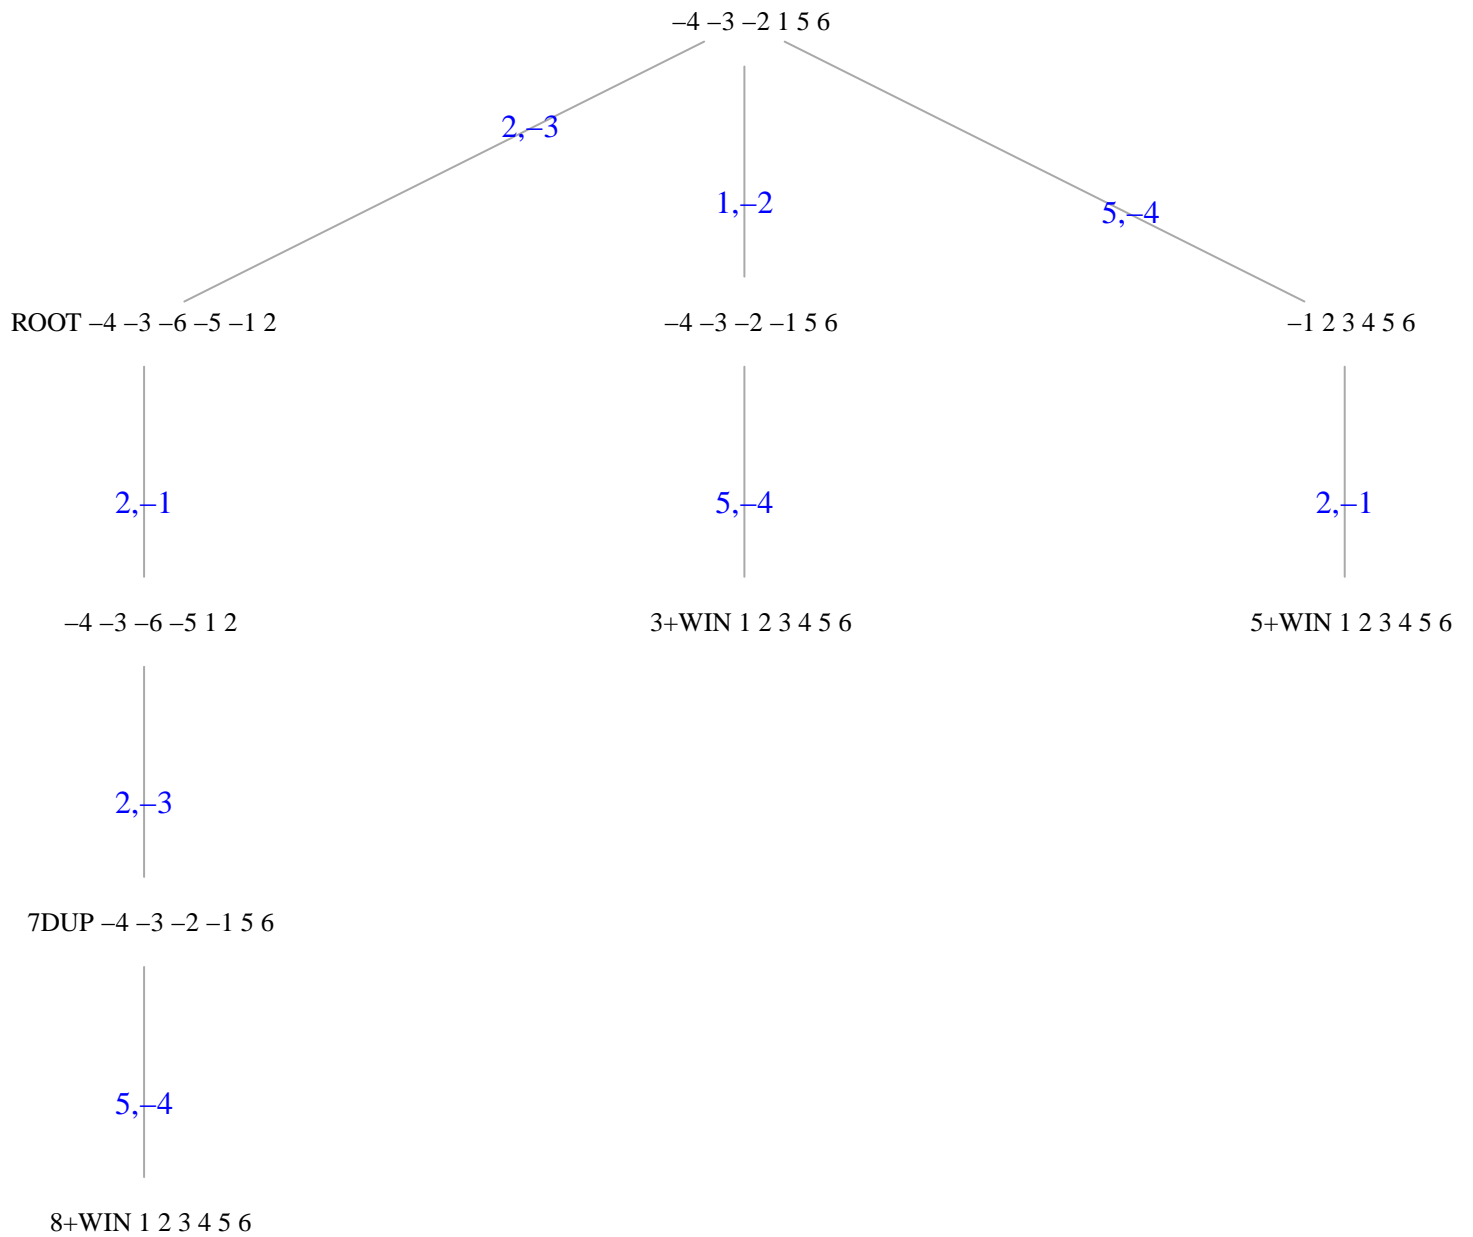 –4 –3 –2 1 5 6
2,–3
1,–2
5,–4
ROOT –4 –3 –6 –5 –1 2
–4 –3 –2 –1 5 6
–1 2 3 4 5 6
2,–1
5,–4
2,–1
–4 –3 –6 –5 1 2
3+WIN 1 2 3 4 5 6
5+WIN 1 2 3 4 5 6
2,–3
7DUP –4 –3 –2 –1 5 6
5,–4
8+WIN 1 2 3 4 5 6